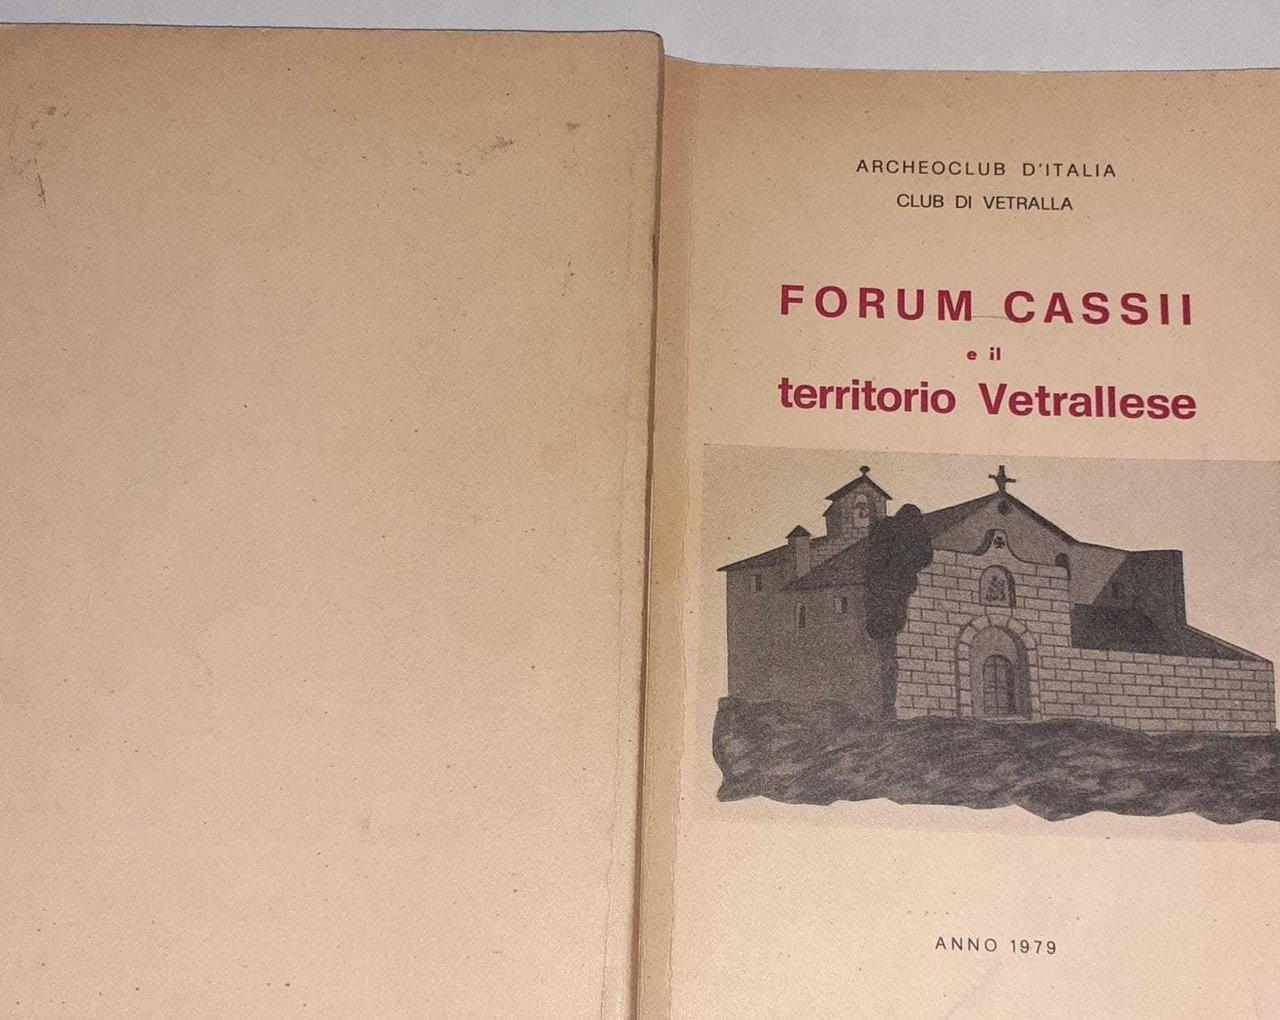 ARCHEOCLUB D'ITALIA
CLUB DI VETRALLA
FORUM CASSII
e il
territorio Vetrallese
ANNO 1979